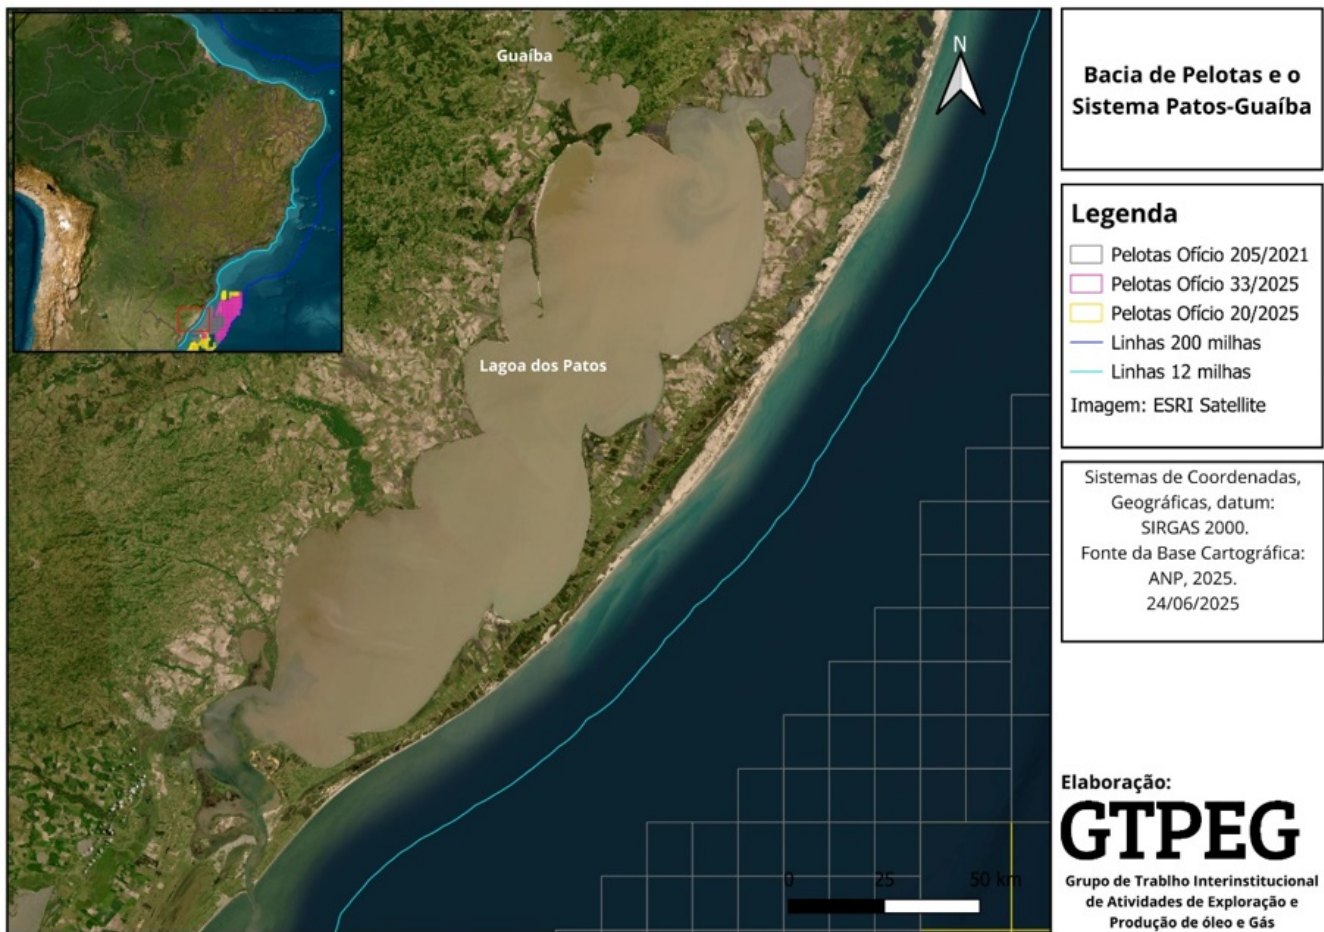 Guaíba
Lagoa dos Patos
N
0 25 50 km
Bacia de Pelotas e o
Sistema Patos-Guaíba
Legenda
Pelotas Ofício 205/2021
Pelotas Ofício 33/2025
Pelotas Ofício 20/2025
Linhas 200 milhas
Linhas 12 milhas
Imagem: ESRI Satellite
Sistemas de Coordenadas,
Geográficas, datum:
SIRGAS 2000.
Fonte da Base Cartográfica:
ANP, 2025.
24/06/2025
Elaboração:
GTPEG
Grupo de Trablho Interinstitucional
de Atividades de Exploração e
Produção de óleo e Gás